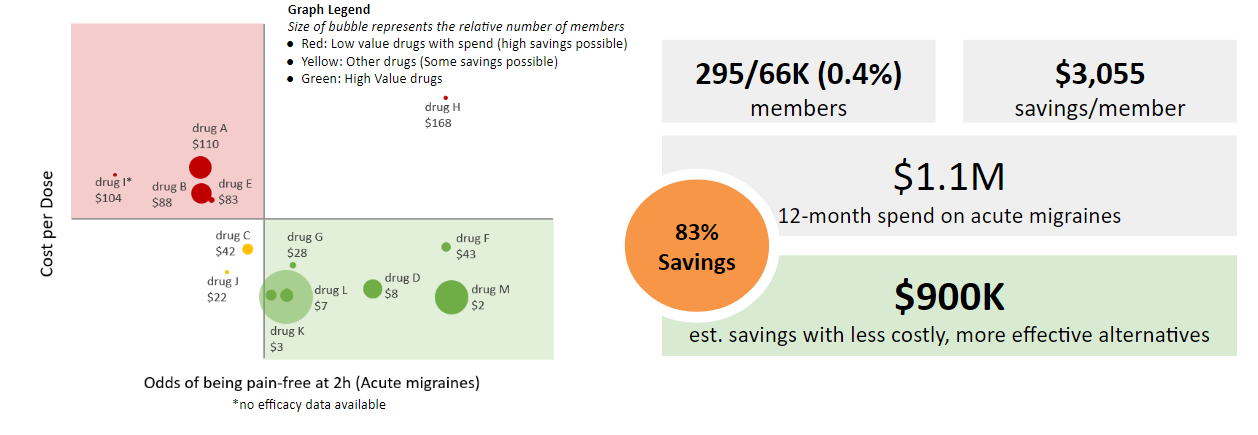 Graph Legend
Size of bubble represents the relative number of members
● Red: Low value drugs with spend (high savings possible)
● Yellow: Other drugs (Some savings possible)
● Green: High Value drugs
drug H
$168
drug A
$110
drug I*
$104
drug B
$88
drug E
$83
Cost per Dose
drug C
$42
drug J
$22
drug G
$28
drug F
$43
drug L
$7
drug D
$8
drug M
$2
drug K
$3
Odds of being pain-free at 2h (Acute migraines)
*no efficacy data available
295/66K (0.4%)
members
$3,055
savings/member
$1.1M
12-month spend on acute migraines
83%
Savings
$900K
est. savings with less costly, more effective alternatives